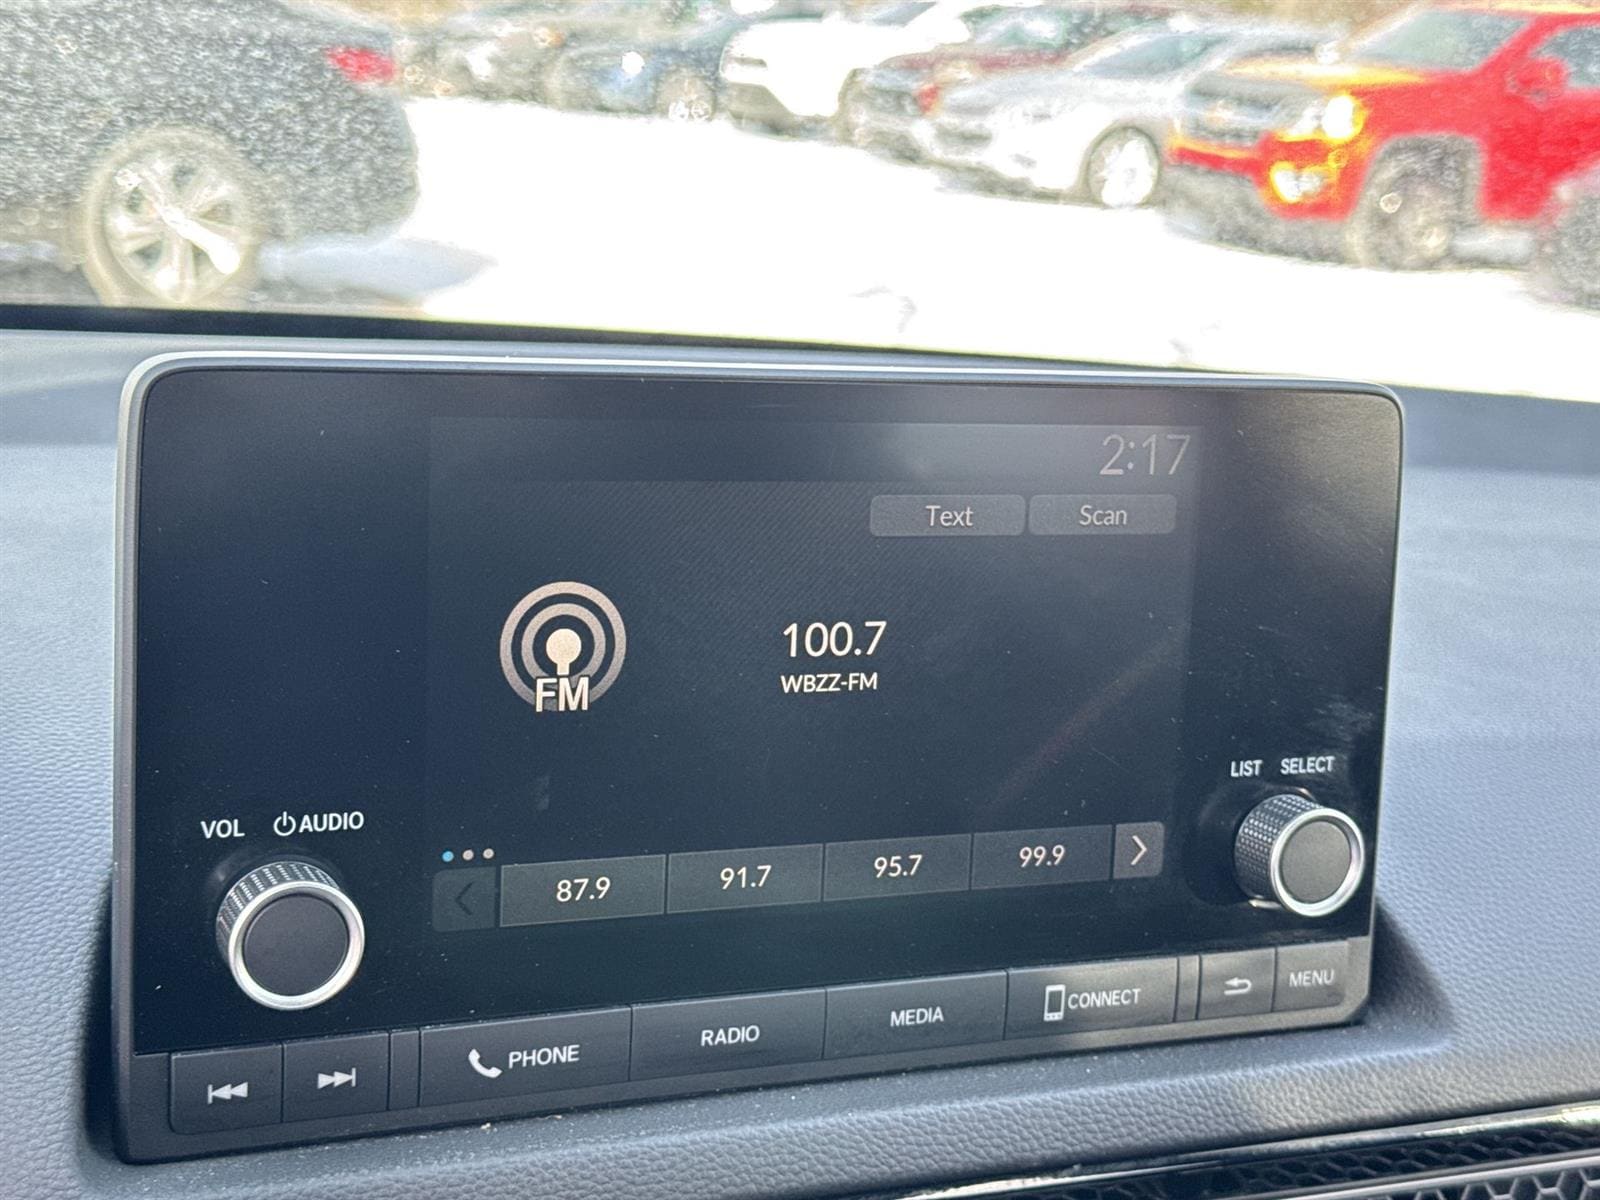 2:17
Text Scan
FM
100.7
WBZZ-FM
LIST SELECT
VOL AUDIO
87.9 91.7 95.7 99.9
PHONE RADIO MEDIA CONNECT MENU